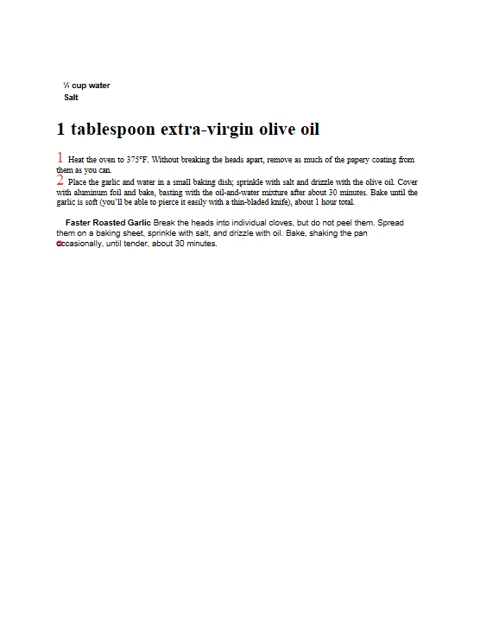 ¼ cup water
Salt
1 tablespoon extra-virgin olive oil
1 Heat the oven to 375°F. Without breaking the heads apart, remove as much of the papery coating from
them as you can.
2 Place the garlic and water in a small baking dish; sprinkle with salt and drizzle with the olive oil. Cover
with aluminum foil and bake, basting with the oil-and-water mixture after about 30 minutes. Bake until the
garlic is soft (you’ll be able to pierce it easily with a thin-bladed knife), about 1 hour total.
Faster Roasted Garlic Break the heads into individual cloves, but do not peel them. Spread
them on a baking sheet, sprinkle with salt, and drizzle with oil. Bake, shaking the pan
occasionally, until tender, about 30 minutes.